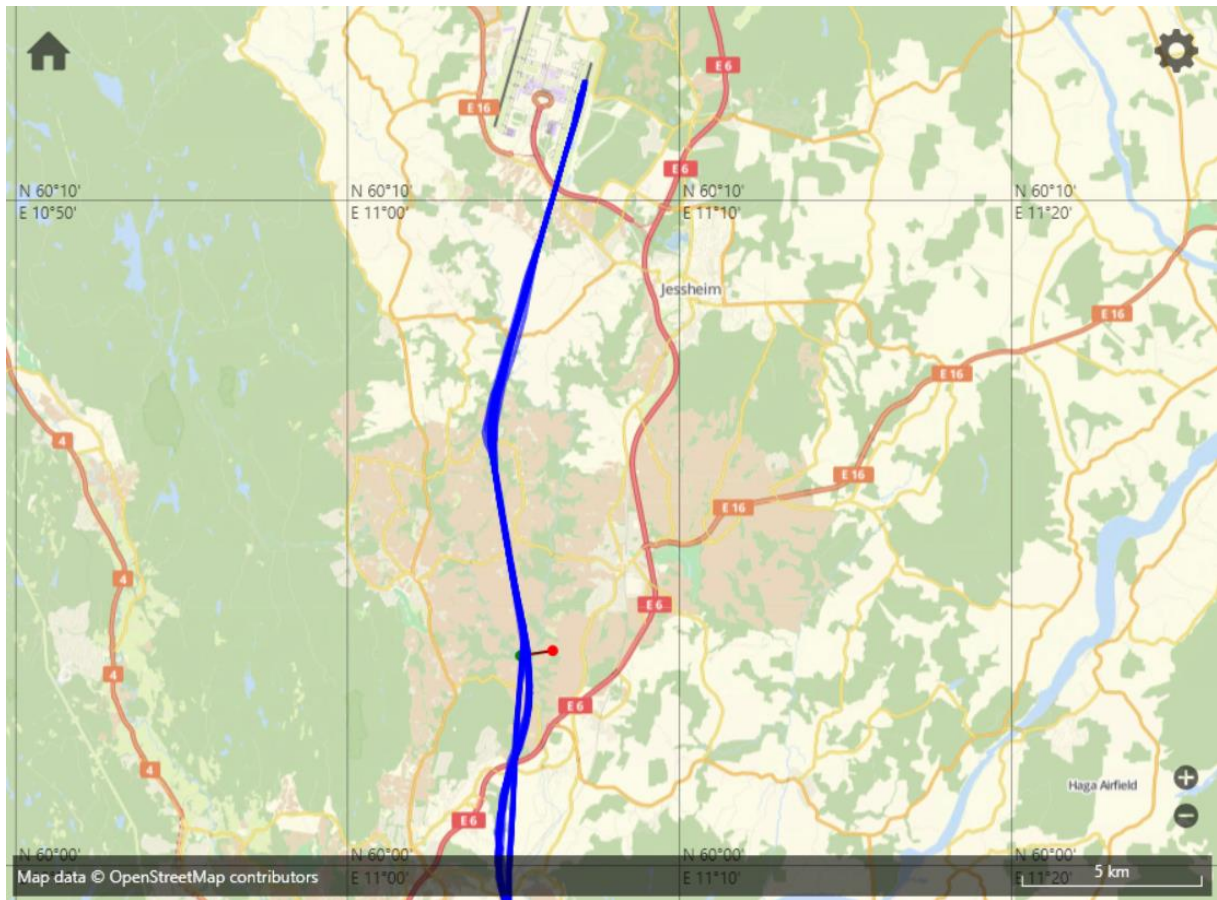 E 6
E 16
E 6
N 60°10'
E 10°50'
N 60°10'
E 11°00'
N 60°10'
E 11°10'
N 60°10'
E 11°20'
Jessheim
E 16
E 16
4
E 16
E 16
4
E 6
4
E 6
4
Haga Airfield
E 6
N 60°00'
N 60°00'
E 11°00'
N 60°00'
E 11°10'
N 60°00'
E 11°20'
Map data © OpenStreetMap contributors
5 km